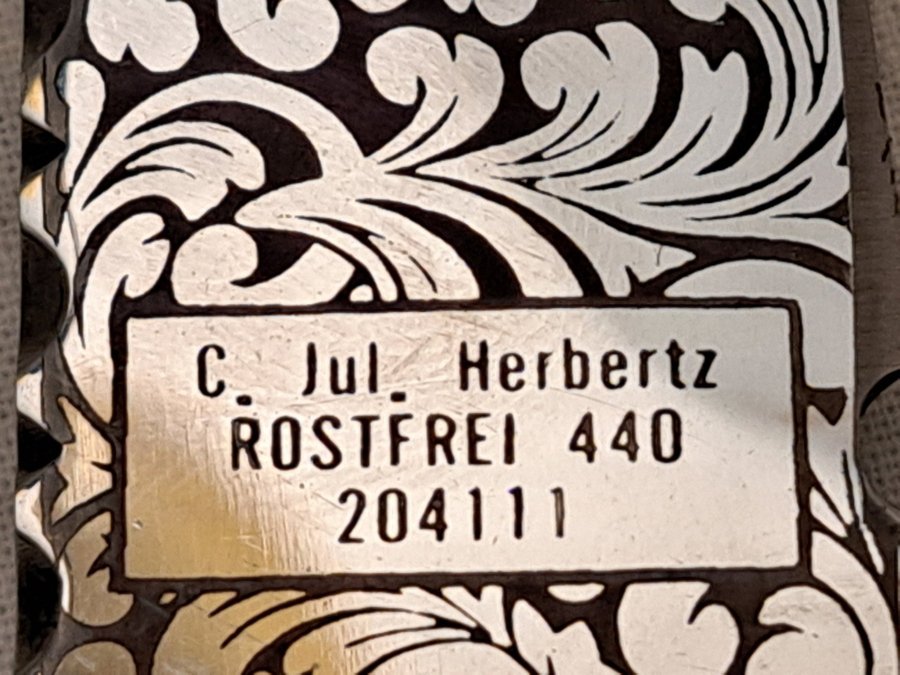 C. Jul. Herbertz
ROSTFREI 440
204111